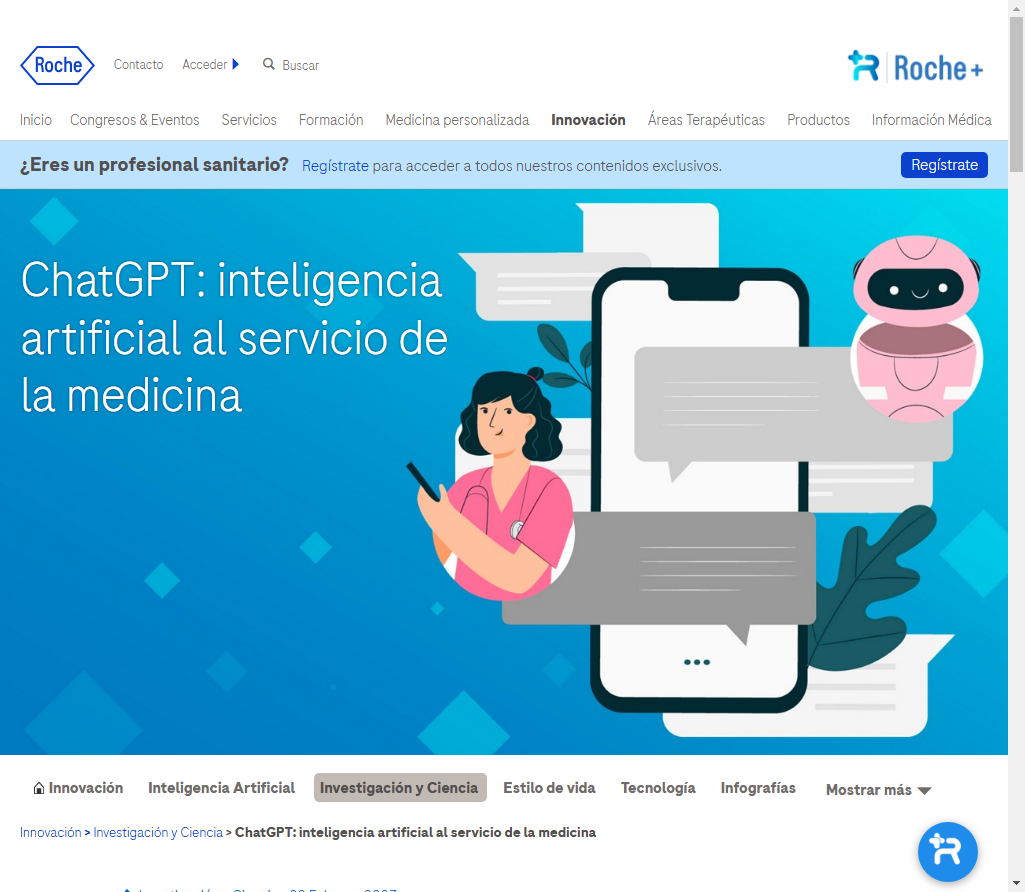 Roche
Contacto
Acceder
Buscar
Roche+
Inicio
Congresos & Eventos
Servicios
Formación
Medicina personalizada
Innovación
Áreas Terapéuticas
Productos
Información Médica
¿Eres un profesional sanitario? Regístrate para acceder a todos nuestros contenidos exclusivos.
Regístrate
ChatGPT: inteligencia
artificial al servicio de
la medicina
Innovación
Inteligencia Artificial
Investigación y Ciencia
Estilo de vida
Tecnología
Infografías
Mostrar más
Innovación > Investigación y Ciencia > ChatGPT: inteligencia artificial al servicio de la medicina